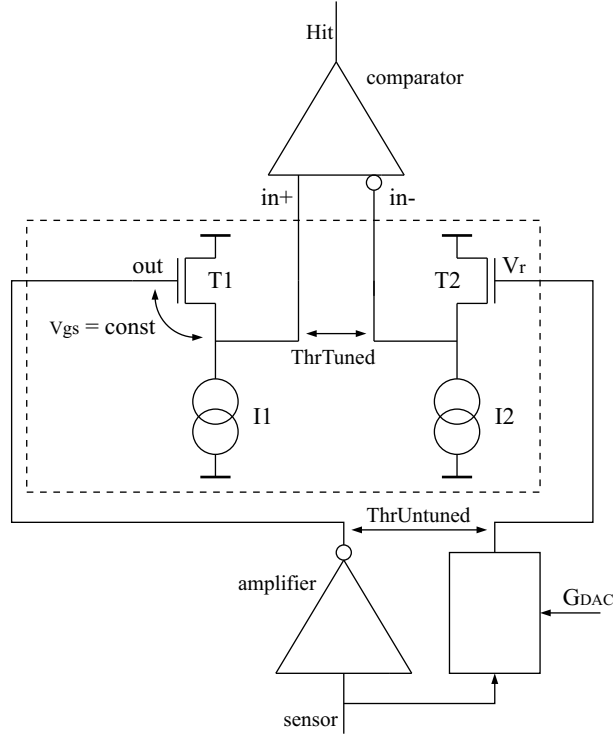 Hit
comparator
in+
in-
out
T1
T2
Vr
Vgs = const
ThrTuned
I1
I2
ThrUntuned
amplifier
GDAC
sensor